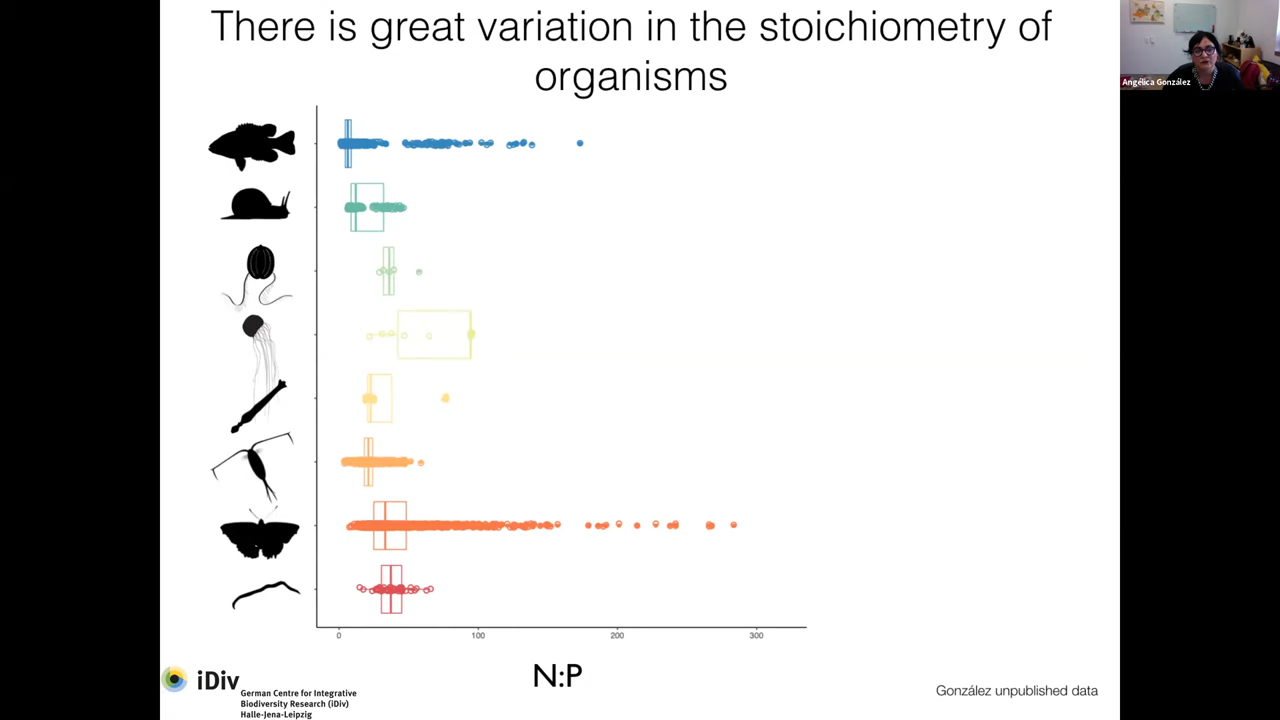 There is great variation in the stoichiometry of
organisms
Angélica González
0
100
200
300
N:P
iDiv
German Centre for Integrative
Biodiversity Research (iDiv)
Halle-Jena-Leipzig
González unpublished data